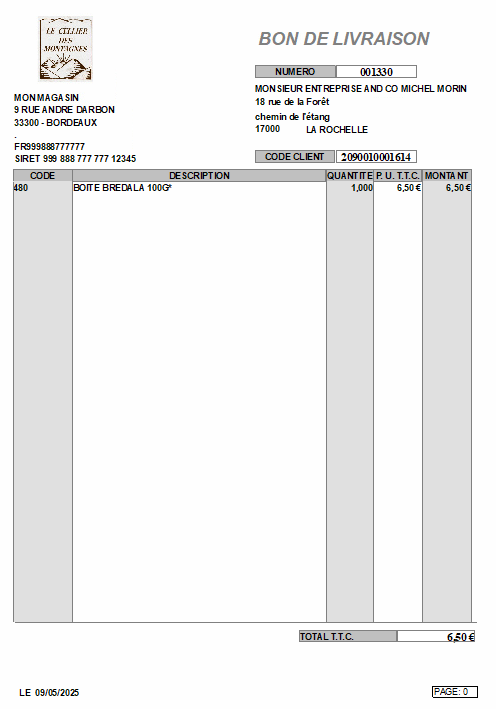 LE CELLIER
DES
MONTAGNES
BON DE LIVRAISON
NUMERO 001330
MONMAGASIN
9 RUE ANDRE DARBON
33300 - BORDEAUX
.
FR999888777777
SIRET 999 888 777 777 12345
MONSIEUR ENTREPRISE AND CO MICHEL MORIN
18 rue de la Forêt
chemin de l'étang
17000 LA ROCHELLE
CODE CLIENT 2090010001614
CODE DESCRIPTION QUANTITE P. U. T.T.C. MONTANT
480 BOITE BREDALA 100G* 1,000 6,50 € 6,50 €
TOTAL T.T.C. 6,50 €
LE 09/05/2025
PAGE: 0